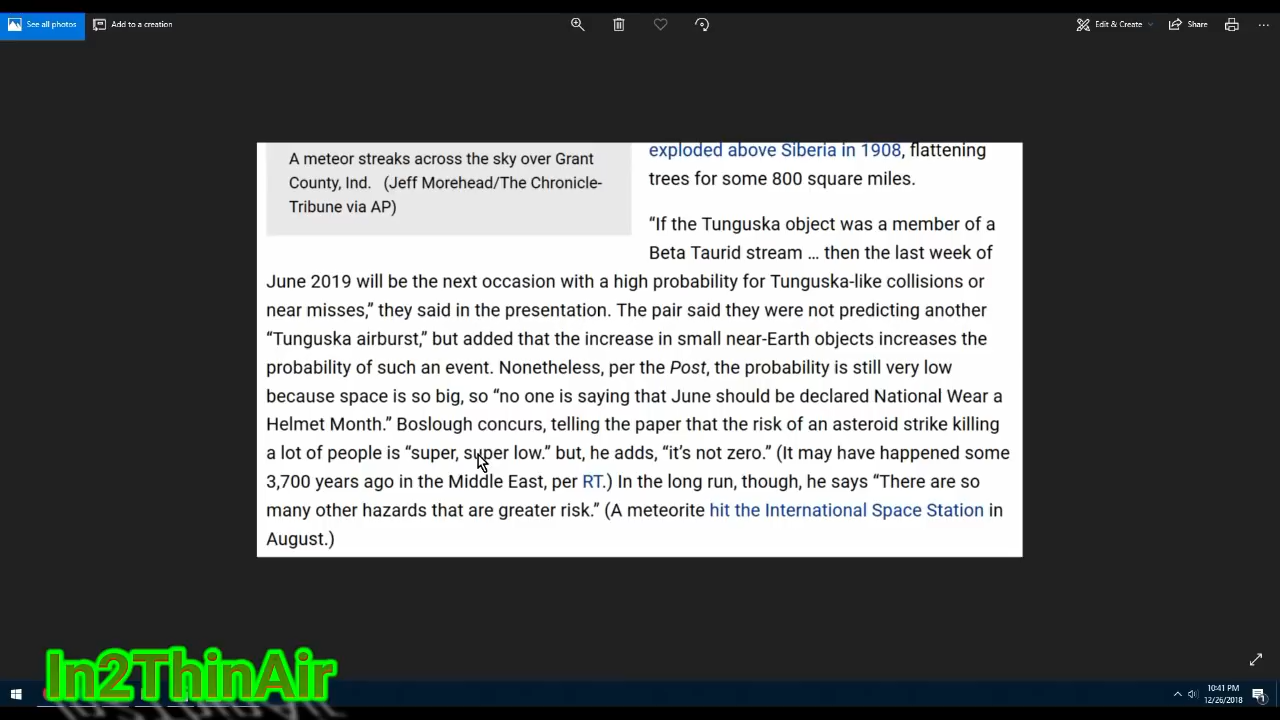 See all photos
Add to a creation
Edit & Create
Share
A meteor streaks across the sky over Grant
County, Ind. (Jeff Morehead/The Chronicle-
Tribune via AP)
exploded above Siberia in 1908, flattening
trees for some 800 square miles.
“If the Tunguska object was a member of a
Beta Taurid stream ... then the last week of
June 2019 will be the next occasion with a high probability for Tunguska-like collisions or
near misses,” they said in the presentation. The pair said they were not predicting another
“Tunguska airburst,” but added that the increase in small near-Earth objects increases the
probability of such an event. Nonetheless, per the Post, the probability is still very low
because space is so big, so “no one is saying that June should be declared National Wear a
Helmet Month.” Boslough concurs, telling the paper that the risk of an asteroid strike killing
a lot of people is “super, super low.” but, he adds, “it’s not zero.” (It may have happened some
3,700 years ago in the Middle East, per RT.) In the long run, though, he says “There are so
many other hazards that are greater risk.” (A meteorite hit the International Space Station in
August.)
In2ThinAir
10:41 PM
12/26/2018